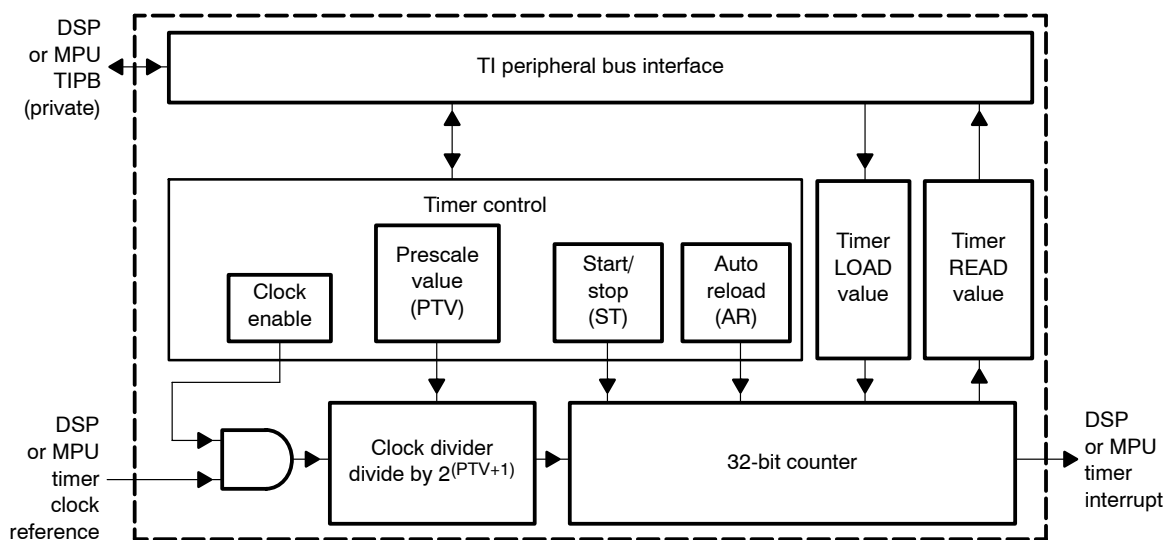 DSP
or MPU
TIPB
(private)
TI peripheral bus interface
Timer control
Clock
enable
Prescale
value
(PTV)
Start/
stop
(ST)
Auto
reload
(AR)
Timer
LOAD
value
Timer
READ
value
DSP
or MPU
timer
clock
reference
Clock divider
divide by 2^(PTV+1)
32-bit counter
DSP
or MPU
timer
interrupt